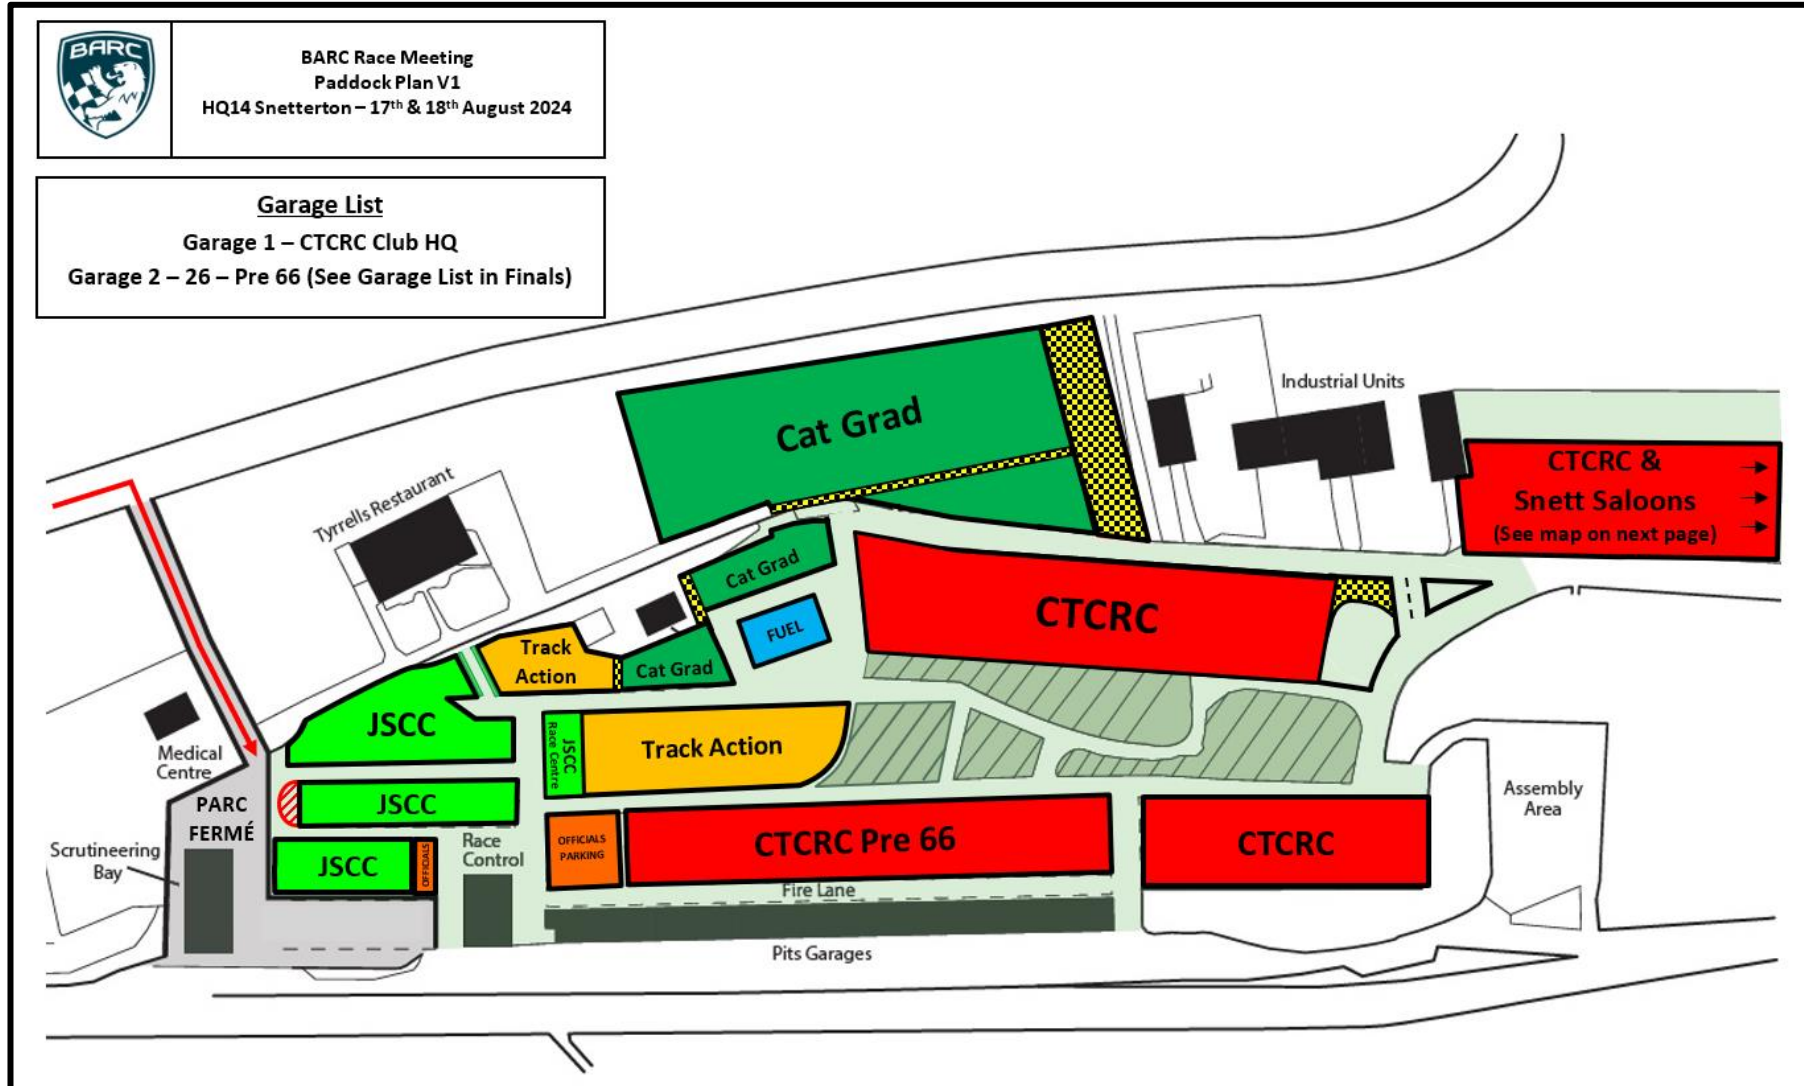 BARC
BARC Race Meeting
Paddock Plan V1
HQ14 Snetterton – 17th & 18th August 2024
Garage List
Garage 1 – CTCRC Club HQ
Garage 2 – 26 – Pre 66 (See Garage List in Finals)
Cat Grad
Industrial Units
CTCRC &
Snett Saloons
(See map on next page)
Tyrrells Restaurant
Cat Grad
CTCRC
FUEL
Track
Action
Cat Grad
JSCC
JSCC
Race Centre
Track Action
Medical
Centre
PARC
FERMÉ
JSCC
Assembly
Area
Scrutineering
Bay
JSCC
OFFICIALS
Race
Control
OFFICIALS
PARKING
CTCRC Pre 66
CTCRC
Fire Lane
Pits Garages